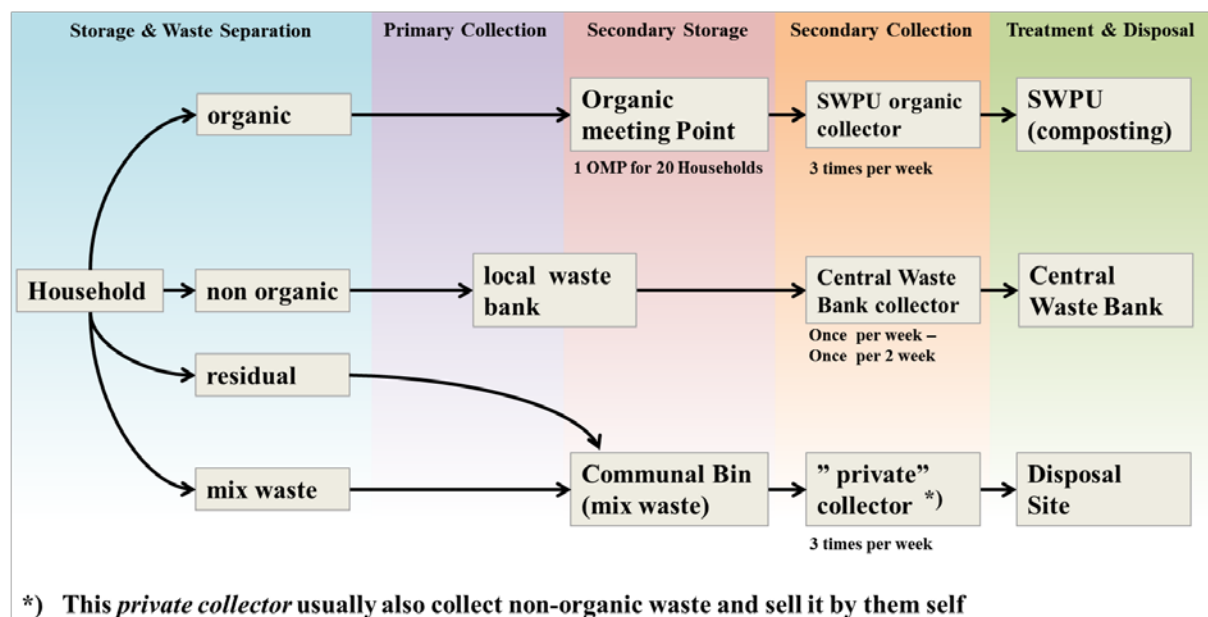 Storage & Waste Separation
Primary Collection
Secondary Storage
Secondary Collection
Treatment & Disposal
organic
Organic
meeting Point
1 OMP for 20 Households
SWPU organic
collector
3 times per week
SWPU
(composting)
Household
non organic
local waste
bank
Central Waste
Bank collector
Once per week –
Once per 2 week
Central
Waste Bank
residual
mix waste
Communal Bin
(mix waste)
” private”
collector *)
3 times per week
Disposal
Site
*) This private collector usually also collect non-organic waste and sell it by them self